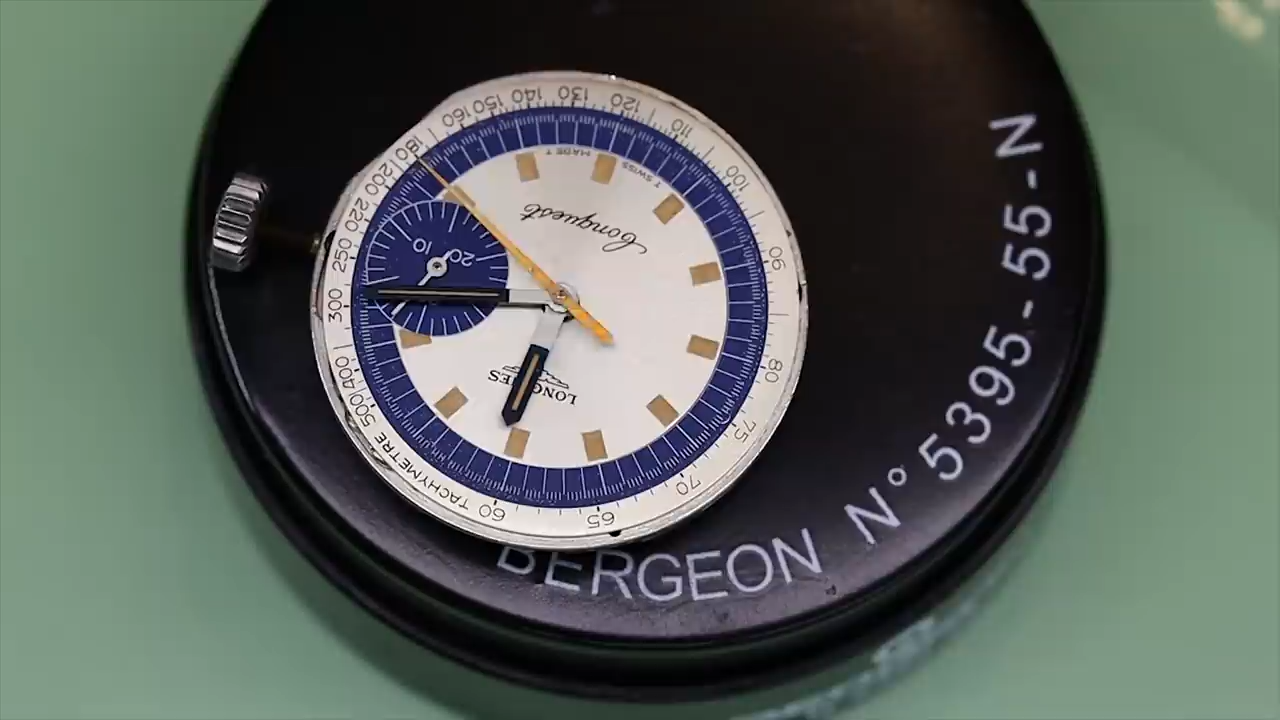 LONGINES
Conquest
T SWISS MADE T
TACHYMETRE 500 400 300 250 220 200 180 160 150 140 130 120 110 100 90 80 75 70 65 60
10 20
BERGEON N° 5395-55-N